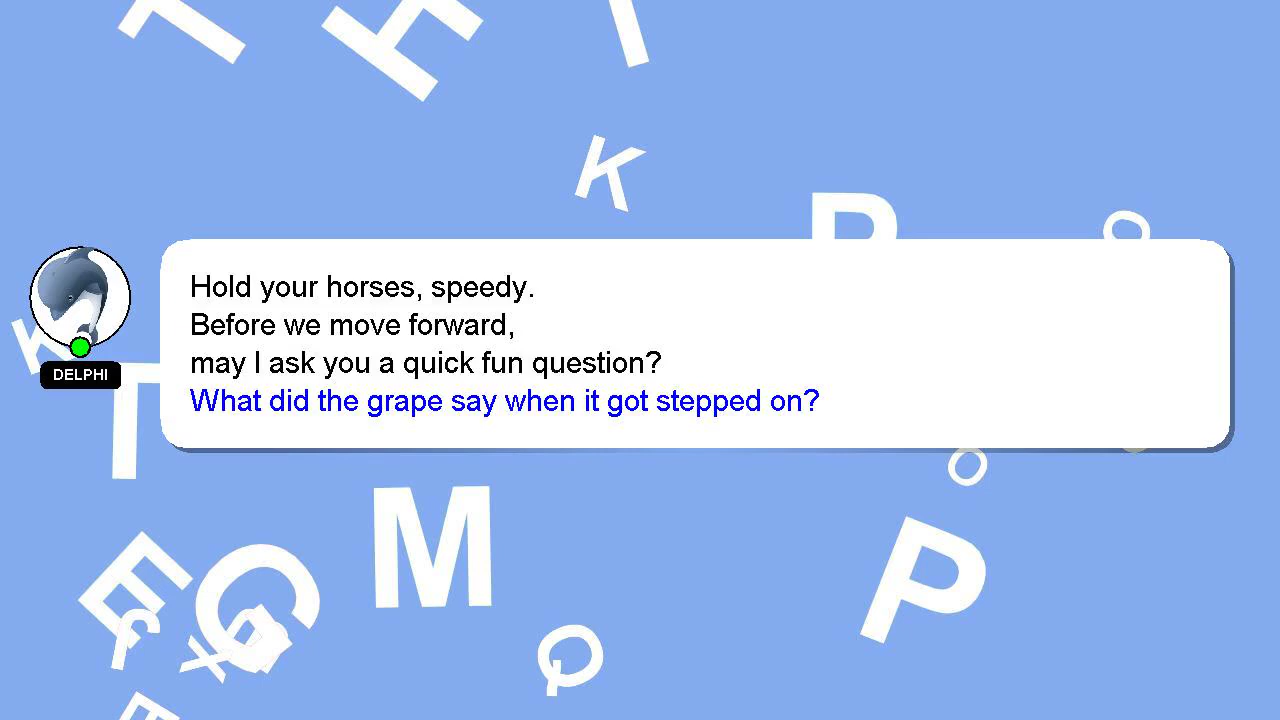 Hold your horses, speedy.
Before we move forward,
may I ask you a quick fun question?
What did the grape say when it got stepped on?
DELPHI
T
H
T
K
P
O
K
T
O
M
P
E
G
J
X
Q
E